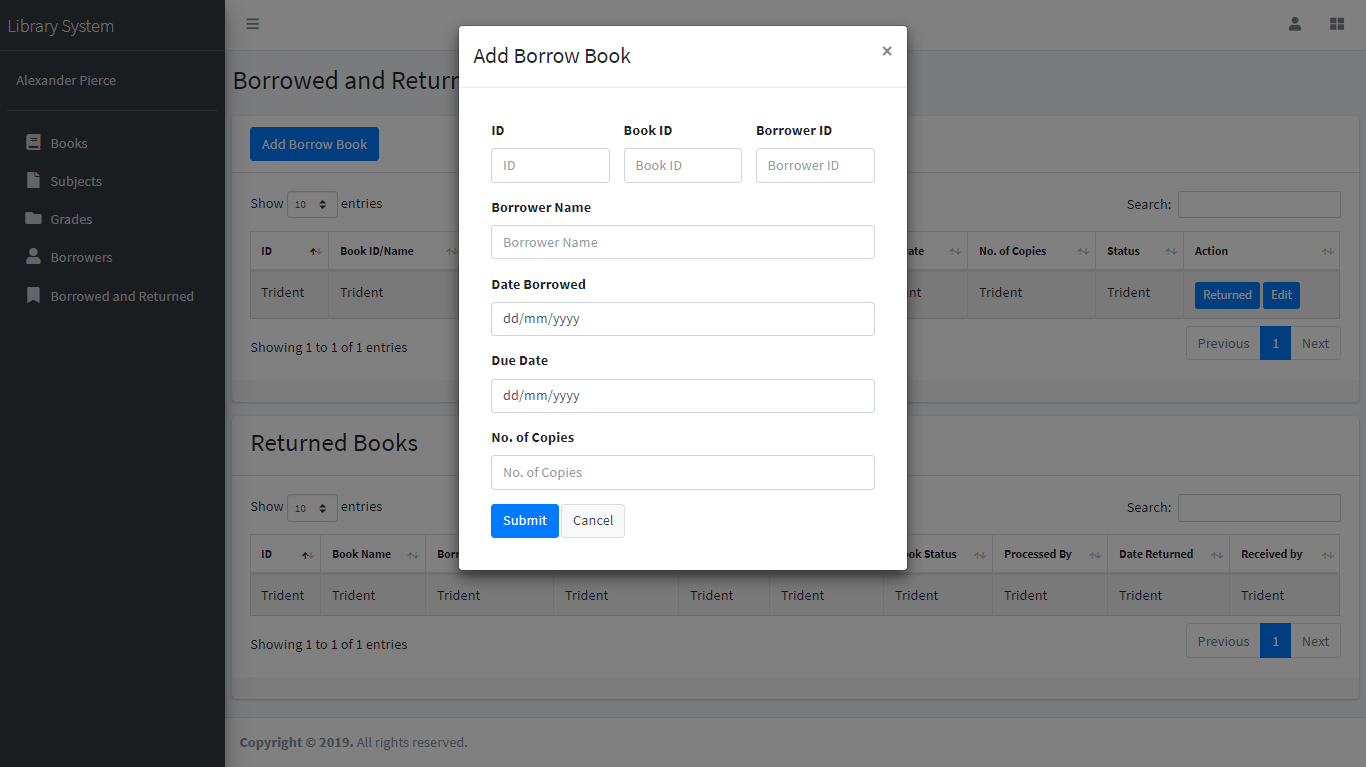 Library System
Alexander Pierce
Books
Subjects
Grades
Borrowers
Borrowed and Returned
Borrowed and
Add Borrow Book
Show 10 entries
Search:
ID Book ID/Name No. of Copies Status Action
Trident Trident Trident Trident Returned Edit
Showing 1 to 1 of 1 entries
Previous 1 Next
Returned Books
Show 10 entries
Search:
ID Book Name Status Processed By Date Returned Received by
Trident Trident Trident Trident Trident Trident Trident Trident Trident Trident
Showing 1 to 1 of 1 entries
Previous 1 Next
Copyright © 2019. All rights reserved.
Add Borrow Book ×
ID Book ID Borrower ID
ID Book ID Borrower ID
Borrower Name
Borrower Name
Date Borrowed
dd/mm/yyyy
Due Date
dd/mm/yyyy
No. of Copies
No. of Copies
Submit Cancel